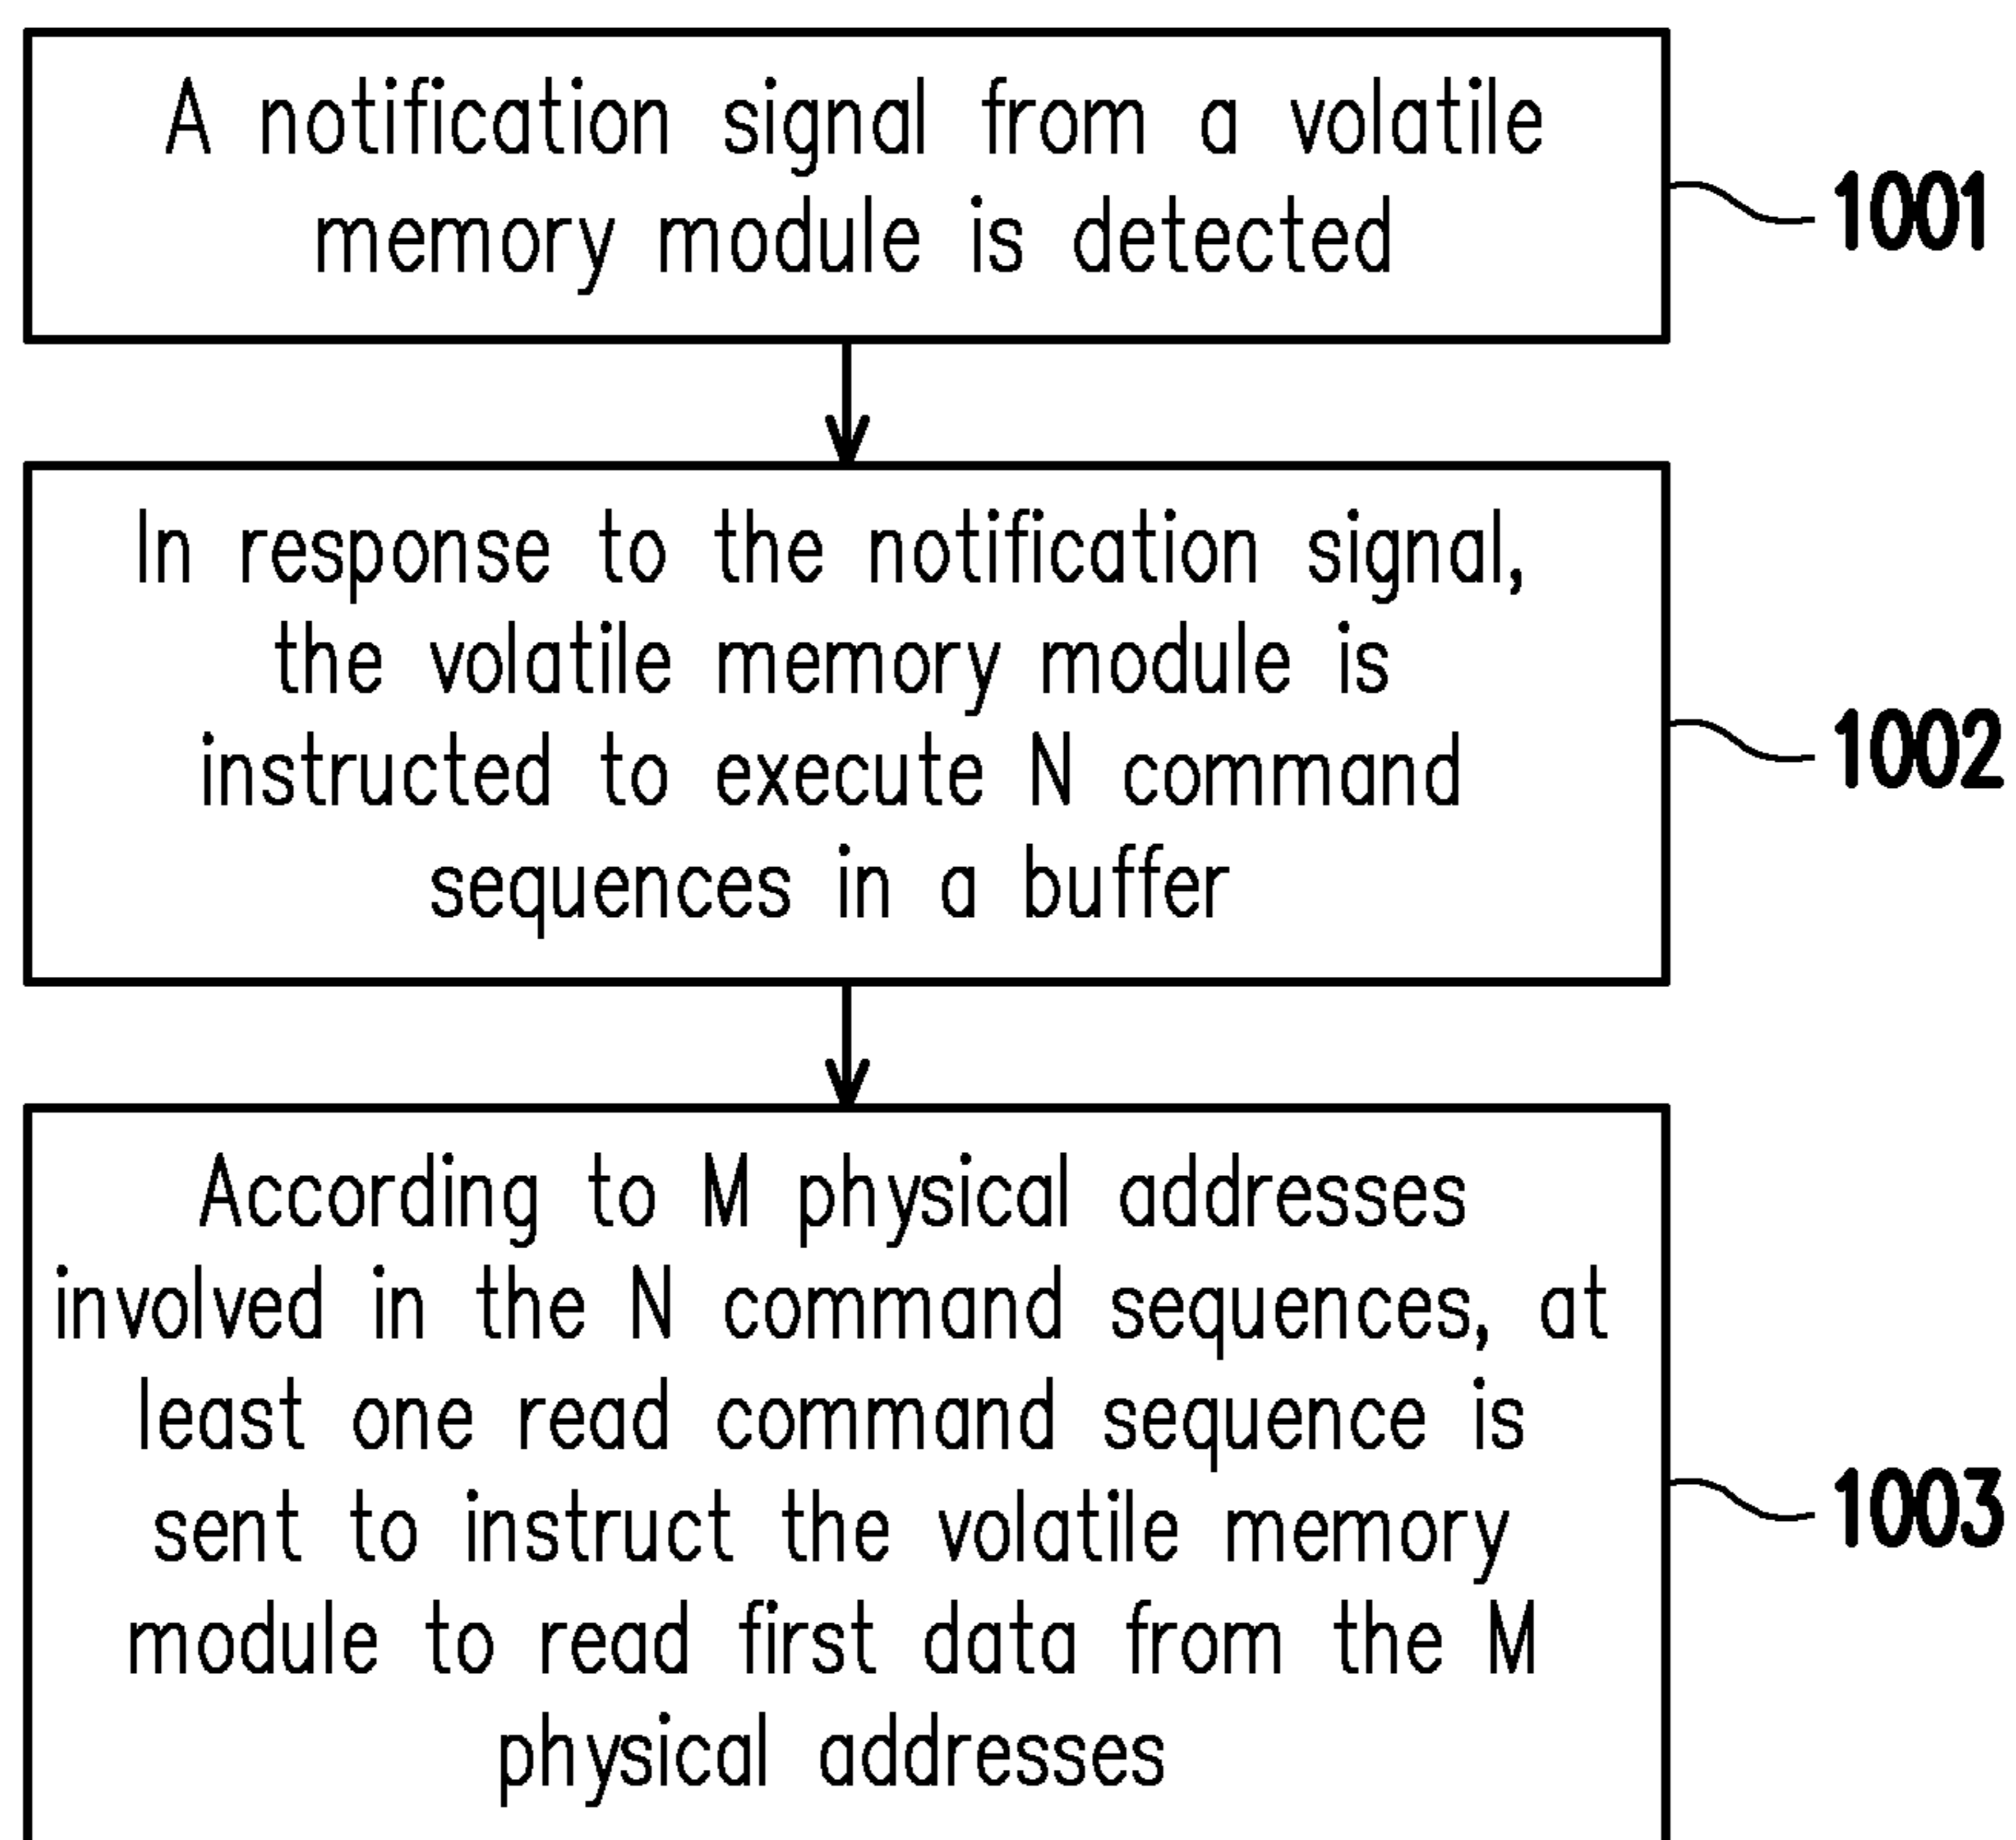 A notification signal from a volatile
memory module is detected
1001
In response to the notification signal,
the volatile memory module is
instructed to execute N command
sequences in a buffer
1002
According to M physical addresses
involved in the N command sequences, at
least one read command sequence is
sent to instruct the volatile memory
module to read first data from the M
physical addresses
1003